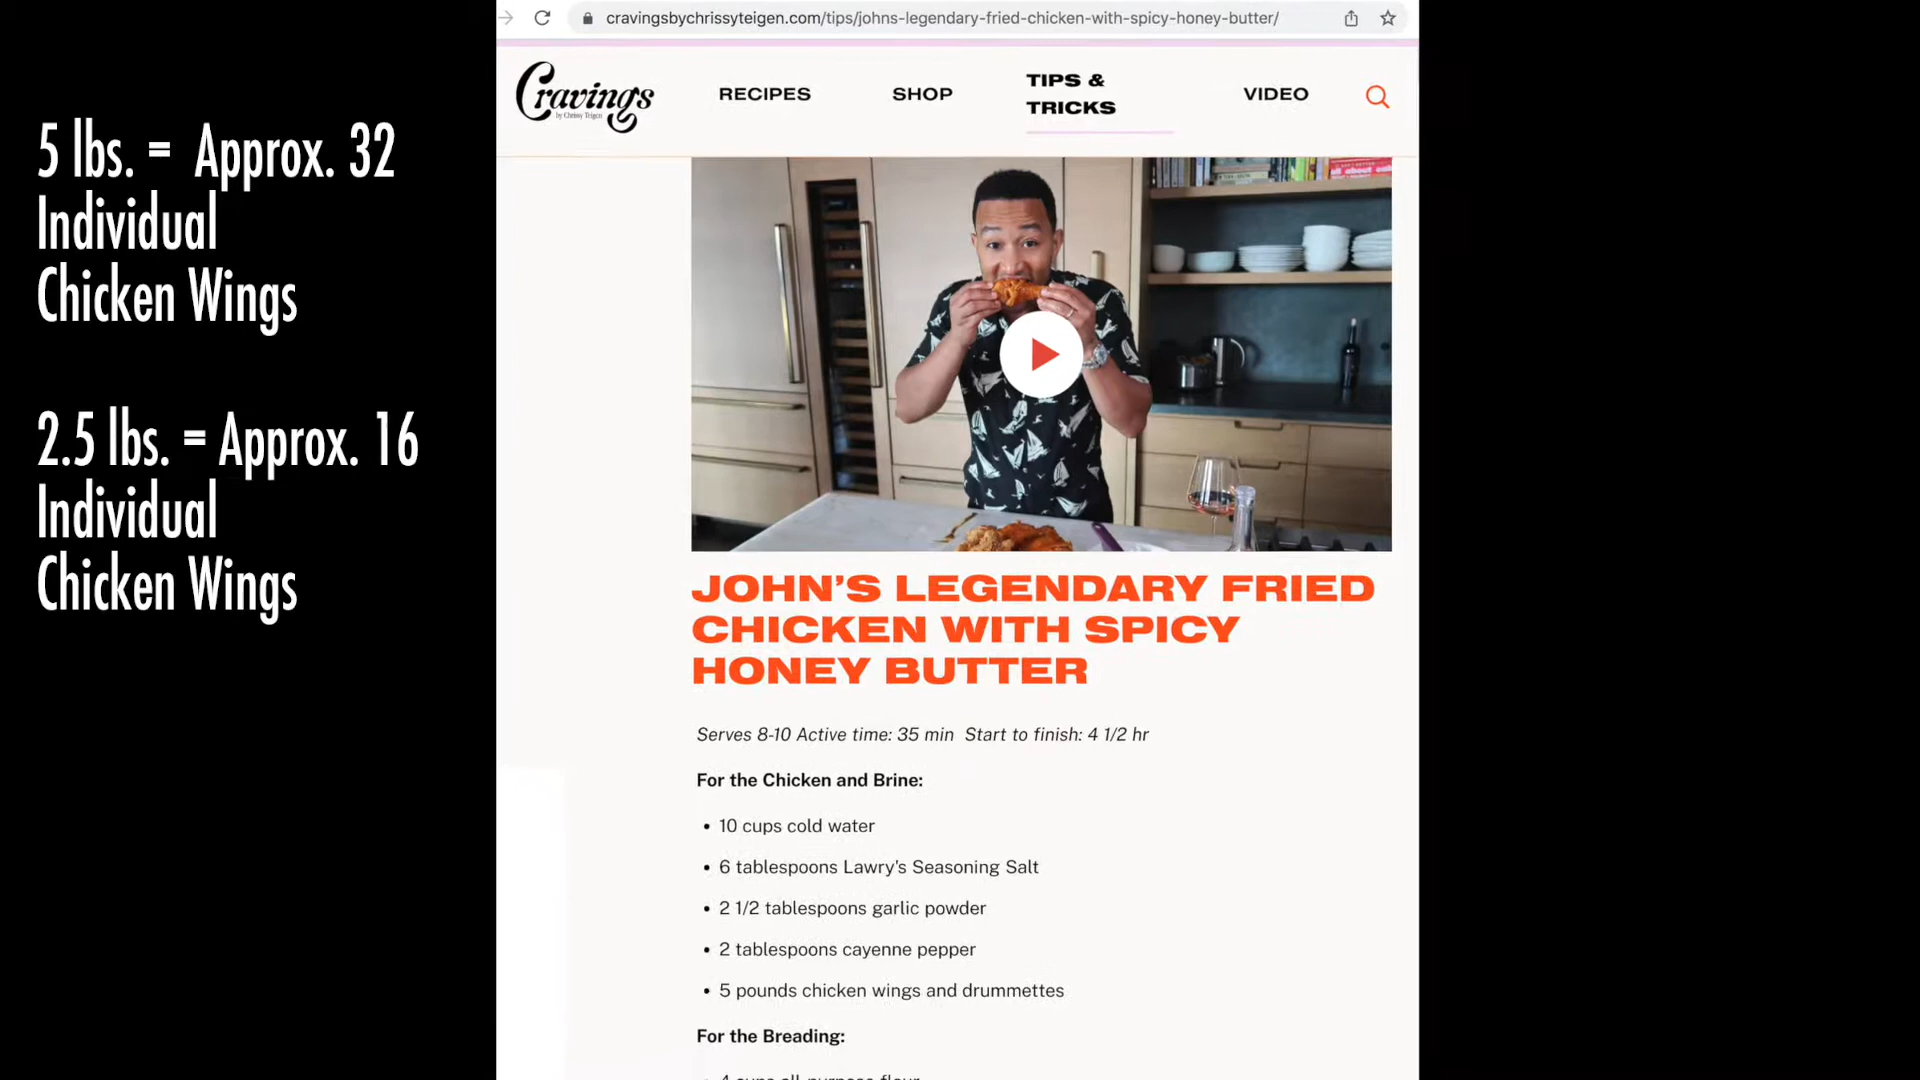 5 lbs. = Approx. 32
Individual
Chicken Wings
2.5 lbs. = Approx. 16
Individual
Chicken Wings
cravingsbychrissyteigen.com/tips/johns-legendary-fried-chicken-with-spicy-honey-butter/
Cravings
by Chrissy Teigen
RECIPES
SHOP
TIPS &
TRICKS
VIDEO
JOHN’S LEGENDARY FRIED
CHICKEN WITH SPICY
HONEY BUTTER
Serves 8-10 Active time: 35 min Start to finish: 4 1/2 hr
For the Chicken and Brine:
• 10 cups cold water
• 6 tablespoons Lawry's Seasoning Salt
• 2 1/2 tablespoons garlic powder
• 2 tablespoons cayenne pepper
• 5 pounds chicken wings and drummettes
For the Breading: